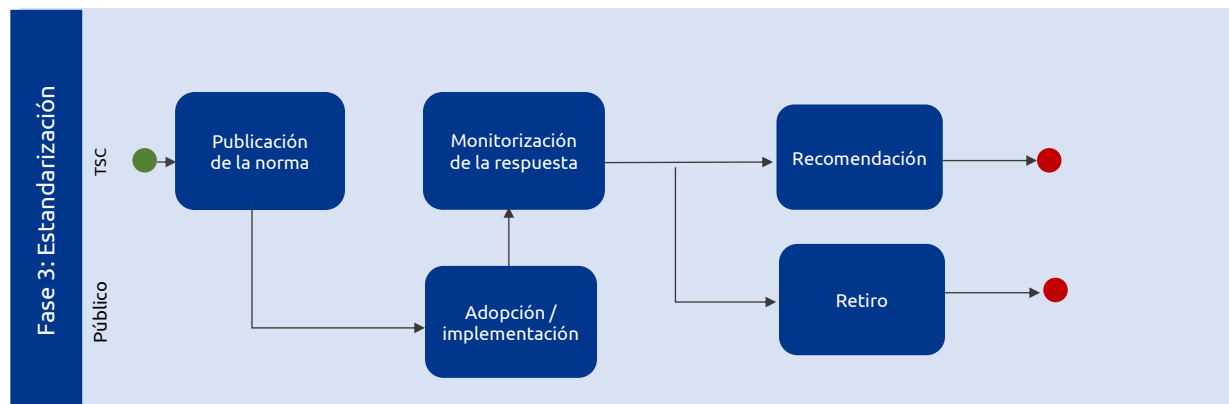 Fase 3: Estandarización
TSC
Publicación
de la norma
Monitorización
de la respuesta
Recomendación
Público
Adopción /
implementación
Retiro